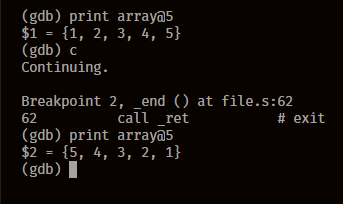 (gdb) print array@5
$1 = {1, 2, 3, 4, 5}
(gdb) c
Continuing.

Breakpoint 2, _end () at file.s:62
62          call _ret           # exit
(gdb) print array@5
$2 = {5, 4, 3, 2, 1}
(gdb)